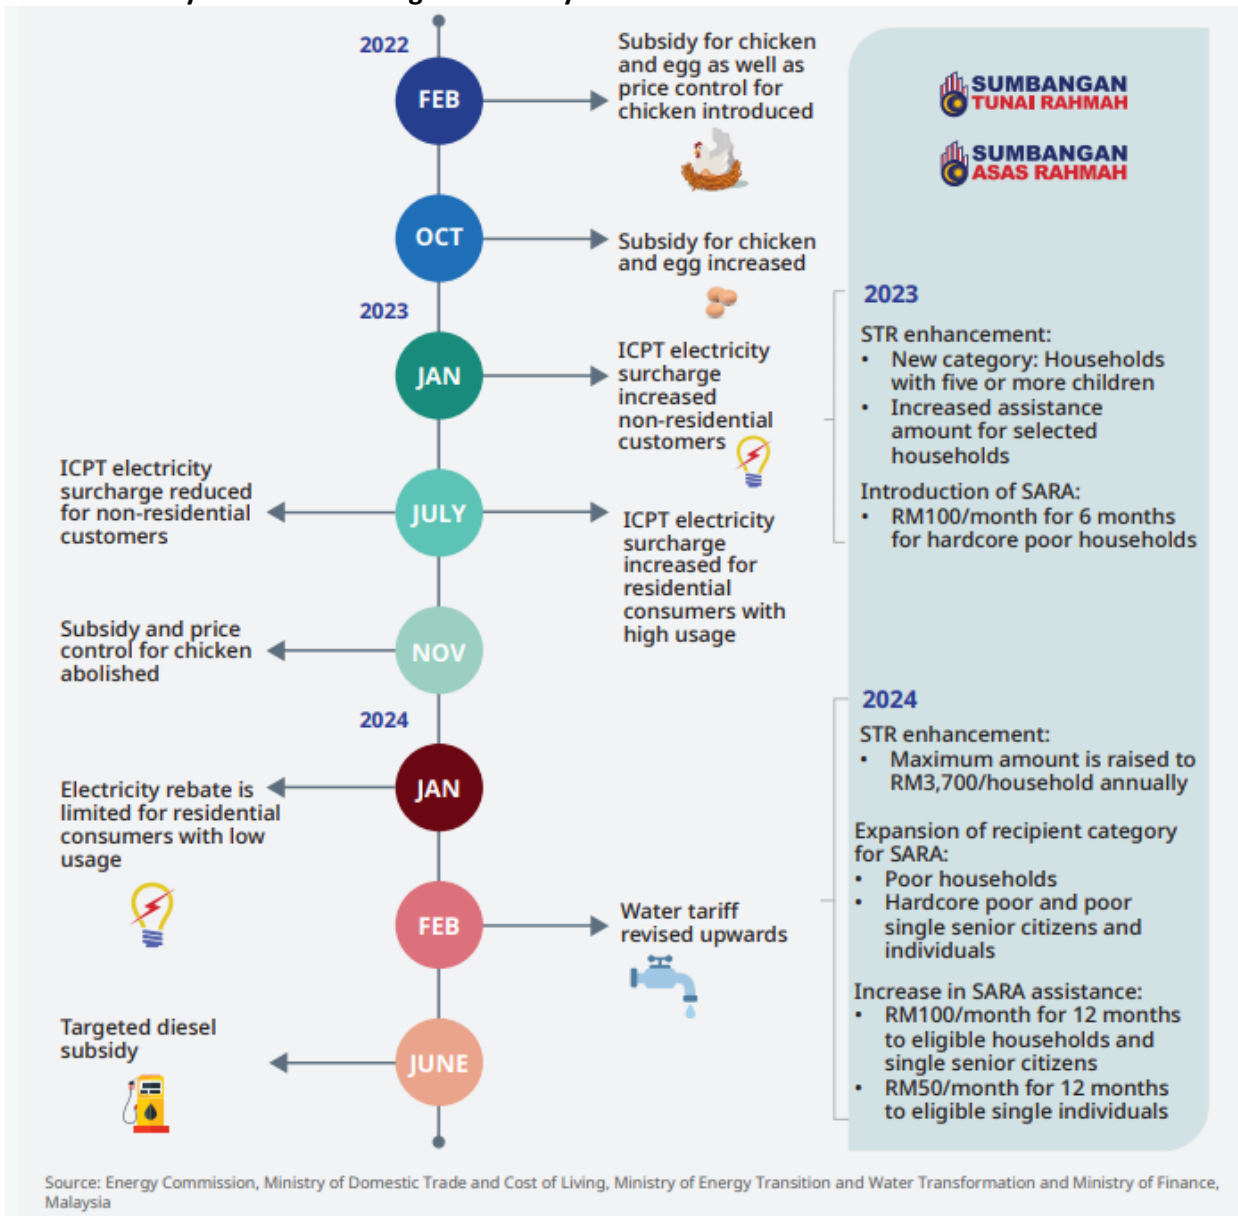 2022
FEB
Subsidy for chicken
and egg as well as
price control for
chicken introduced
OCT
Subsidy for chicken
and egg increased
2023
JAN
ICPT electricity
surcharge
increased
non-residential
customers
ICPT electricity
surcharge reduced
for non-residential
customers
JULY
ICPT electricity
surcharge
increased for
residential
consumers with
high usage
Subsidy and price
control for chicken
abolished
NOV
2024
Electricity rebate is
limited for residential
consumers with low
usage
JAN
FEB
Water tariff
revised upwards
Targeted diesel
subsidy
JUNE
SUMBANGAN
TUNAI RAHMAH
SUMBANGAN
ASAS RAHMAH
2023
STR enhancement:
• New category: Households
with five or more children
• Increased assistance
amount for selected
households
Introduction of SARA:
• RM100/month for 6 months
for hardcore poor households
2024
STR enhancement:
• Maximum amount is raised to
RM3,700/household annually
Expansion of recipient category
for SARA:
• Poor households
• Hardcore poor and poor
single senior citizens and
individuals
Increase in SARA assistance:
• RM100/month for 12 months
to eligible households and
single senior citizens
• RM50/month for 12 months
to eligible single individuals
Source: Energy Commission, Ministry of Domestic Trade and Cost of Living, Ministry of Energy Transition and Water Transformation and Ministry of Finance,
Malaysia